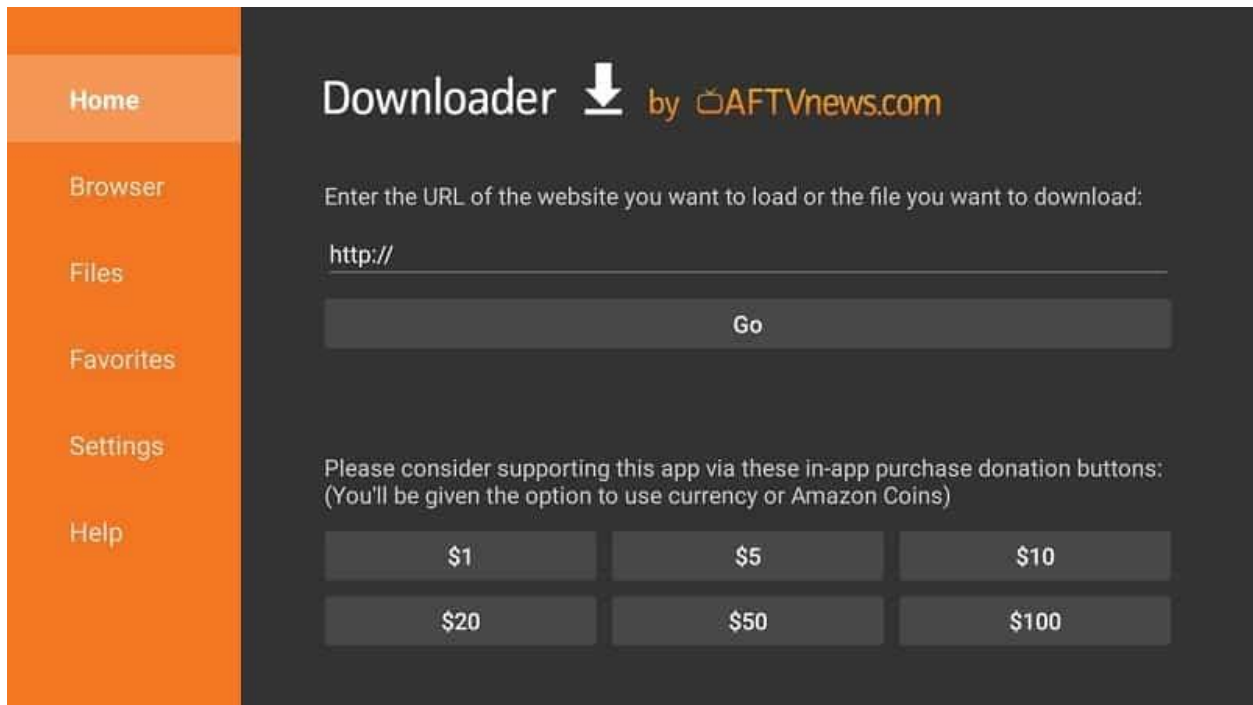 Home
Browser
Files
Favorites
Settings
Help
Downloader by AFTVnews.com
Enter the URL of the website you want to load or the file you want to download:
http://
Go
Please consider supporting this app via these in-app purchase donation buttons:
(You'll be given the option to use currency or Amazon Coins)
$1 $5 $10
$20 $50 $100